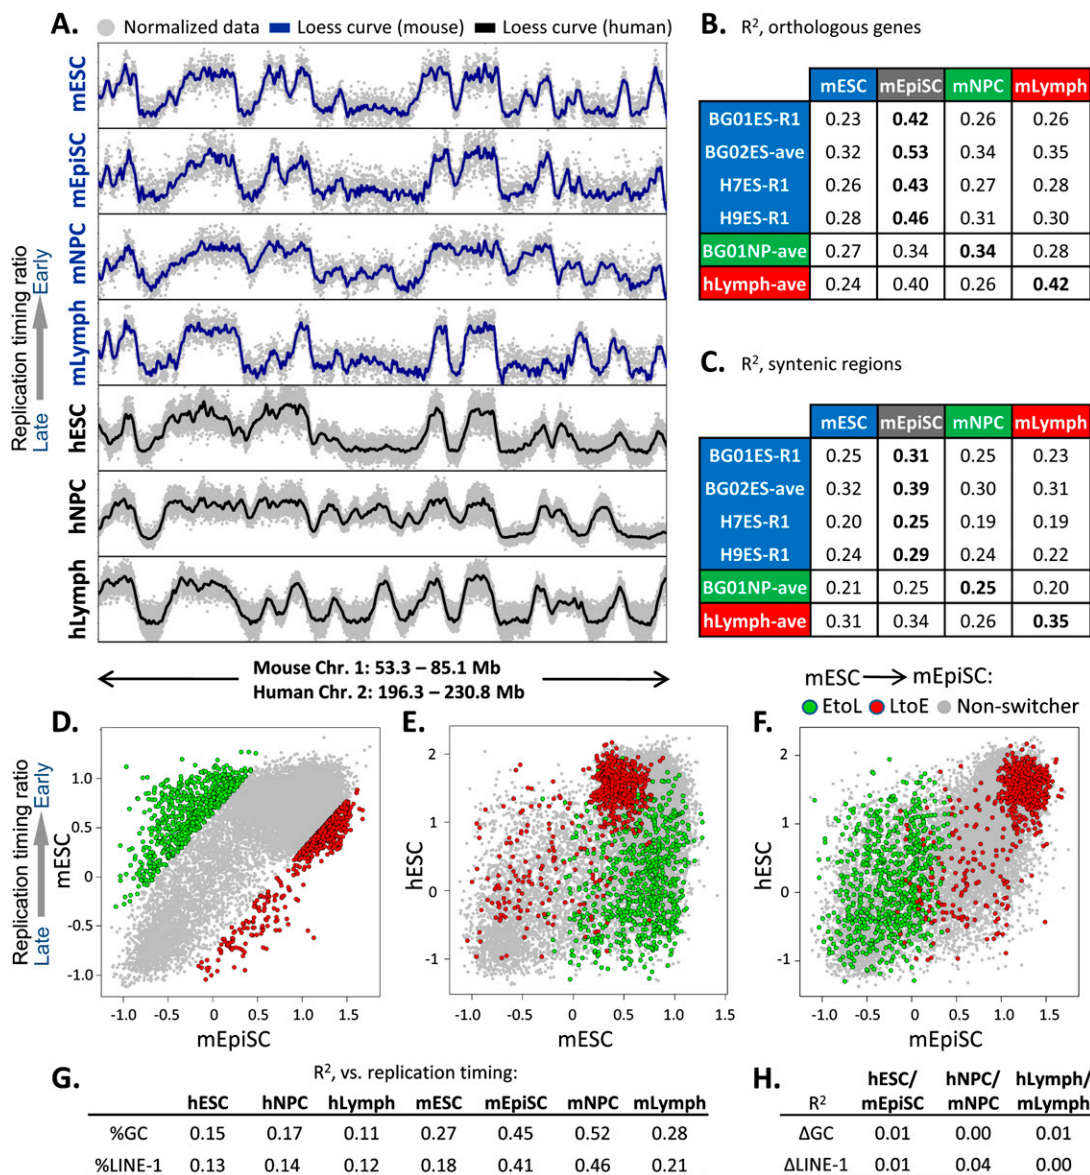 A. Normalized data Loess curve (mouse) Loess curve (human)
mESC
mEpiSC
mNPC
mLymph
hESC
hNPC
hLymph
Replication timing ratio
Late Early
Mouse Chr. 1: 53.3 – 85.1 Mb
Human Chr. 2: 196.3 – 230.8 Mb
B. R², orthologous genes
mESC mEpiSC mNPC mLymph
BG01ES-R1 0.23 0.42 0.26 0.26
BG02ES-ave 0.32 0.53 0.34 0.35
H7ES-R1 0.26 0.43 0.27 0.28
H9ES-R1 0.28 0.46 0.31 0.30
BG01NP-ave 0.27 0.34 0.34 0.28
hLymph-ave 0.24 0.40 0.26 0.42
C. R², syntenic regions
mESC mEpiSC mNPC mLymph
BG01ES-R1 0.25 0.31 0.25 0.23
BG02ES-ave 0.32 0.39 0.30 0.31
H7ES-R1 0.20 0.25 0.19 0.19
H9ES-R1 0.24 0.29 0.24 0.22
BG01NP-ave 0.21 0.25 0.25 0.20
hLymph-ave 0.31 0.34 0.26 0.35
mESC mEpiSC:
EtoL LtoE Non-switcher
D.
Replication timing ratio
Late Early
mESC
1.0
0.5
0
-0.5
-1.0
-1.0 -0.5 0.0 0.5 1.0 1.5
mEpiSC
E.
hESC
2
1
0
-1
-1.0 -0.5 0 0.5 1.0 1.5
mESC
F.
hESC
2
1
0
-1
-1.0 -0.5 0.0 0.5 1.0 1.5
mEpiSC
G. R², vs. replication timing:
hESC hNPC hLymph mESC mEpiSC mNPC mLymph
%GC 0.15 0.17 0.11 0.27 0.45 0.52 0.28
%LINE-1 0.13 0.14 0.12 0.18 0.41 0.46 0.21
H. hESC/ hNPC/ hLymph/
R² mEpiSC mNPC mLymph
ΔGC 0.01 0.00 0.01
ΔLINE-1 0.01 0.04 0.00